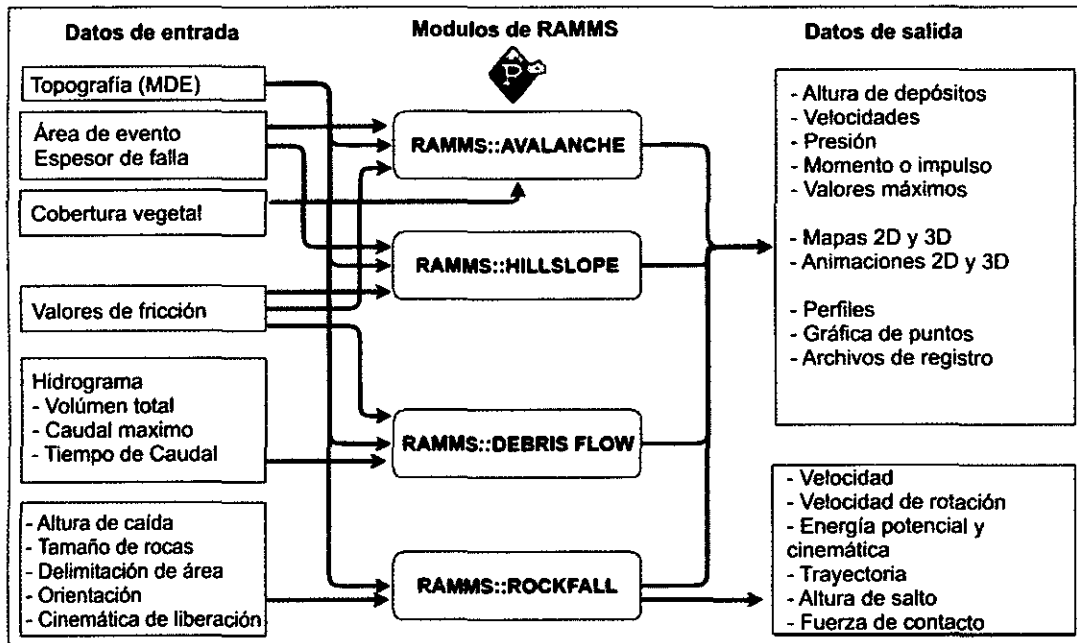 Datos de entrada
Modulos de RAMMS
Datos de salida
Topografía (MDE)
Área de evento
Espesor de falla
Cobertura vegetal
Valores de fricción
Hidrograma
- Volúmen total
- Caudal maximo
- Tiempo de Caudal
- Altura de caída
- Tamaño de rocas
- Delimitación de área
- Orientación
- Cinemática de liberación
P
RAMMS::AVALANCHE
RAMMS::HILLSLOPE
RAMMS::DEBRIS FLOW
RAMMS::ROCKFALL
- Altura de depósitos
- Velocidades
- Presión
- Momento o impulso
- Valores máximos
- Mapas 2D y 3D
- Animaciones 2D y 3D
- Perfiles
- Gráfica de puntos
- Archivos de registro
- Velocidad
- Velocidad de rotación
- Energía potencial y
cinemática
- Trayectoria
- Altura de salto
- Fuerza de contacto